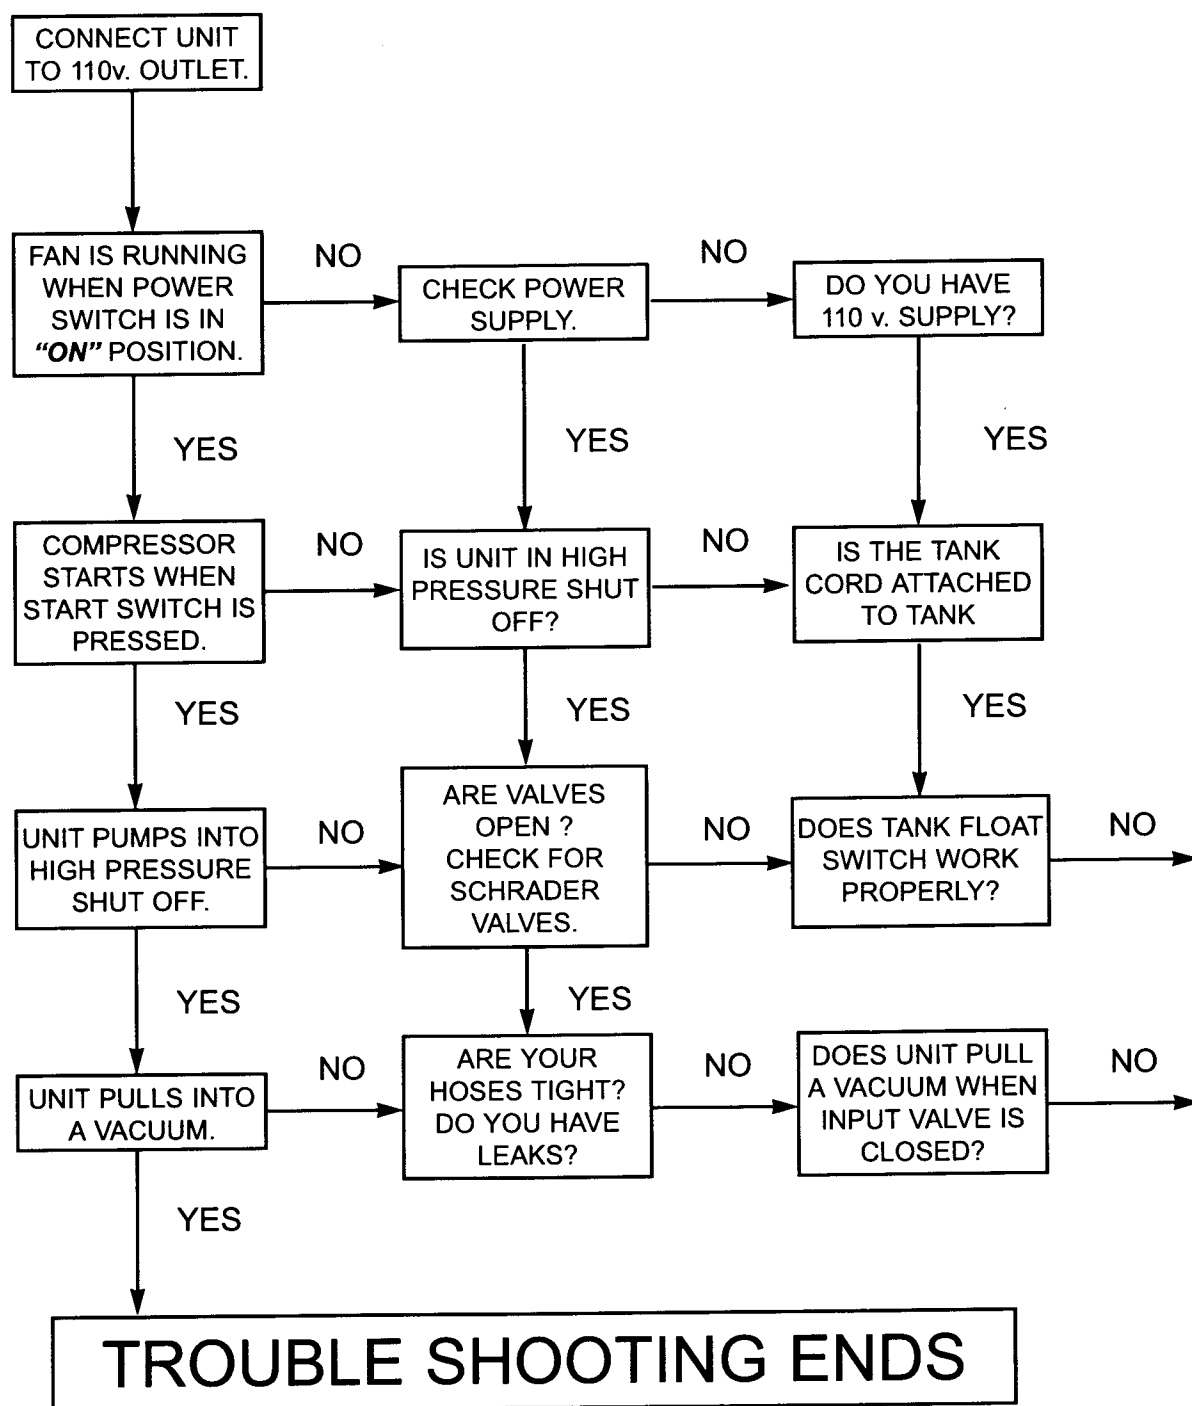 CONNECT UNIT
TO 110v. OUTLET.
FAN IS RUNNING
WHEN POWER
SWITCH IS IN
“ON” POSITION.
NO
CHECK POWER
SUPPLY.
NO
DO YOU HAVE
110 v. SUPPLY?
YES
YES
YES
COMPRESSOR
STARTS WHEN
START SWITCH IS
PRESSED.
NO
IS UNIT IN HIGH
PRESSURE SHUT
OFF?
NO
IS THE TANK
CORD ATTACHED
TO TANK
YES
YES
YES
UNIT PUMPS INTO
HIGH PRESSURE
SHUT OFF.
NO
ARE VALVES
OPEN ?
CHECK FOR
SCHRADER
VALVES.
NO
DOES TANK FLOAT
SWITCH WORK
PROPERLY?
NO
YES
YES
UNIT PULLS INTO
A VACUUM.
NO
ARE YOUR
HOSES TIGHT?
DO YOU HAVE
LEAKS?
NO
DOES UNIT PULL
A VACUUM WHEN
INPUT VALVE IS
CLOSED?
NO
YES
TROUBLE SHOOTING ENDS